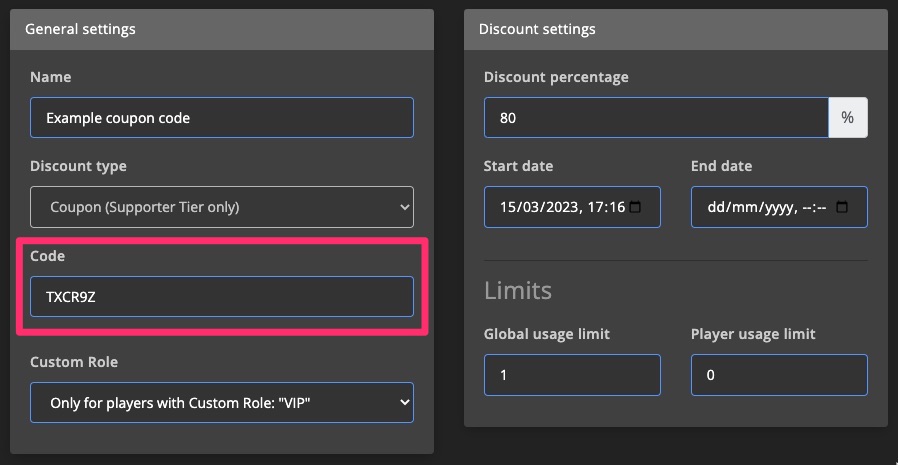 General settings
Name
Example coupon code
Discount type
Coupon (Supporter Tier only)
Code
TXCR9Z
Custom Role
Only for players with Custom Role: "VIP"
Discount settings
Discount percentage
80 %
Start date End date
15/03/2023, 17:16 dd/mm/yyyy, --:--
Limits
Global usage limit Player usage limit
1 0